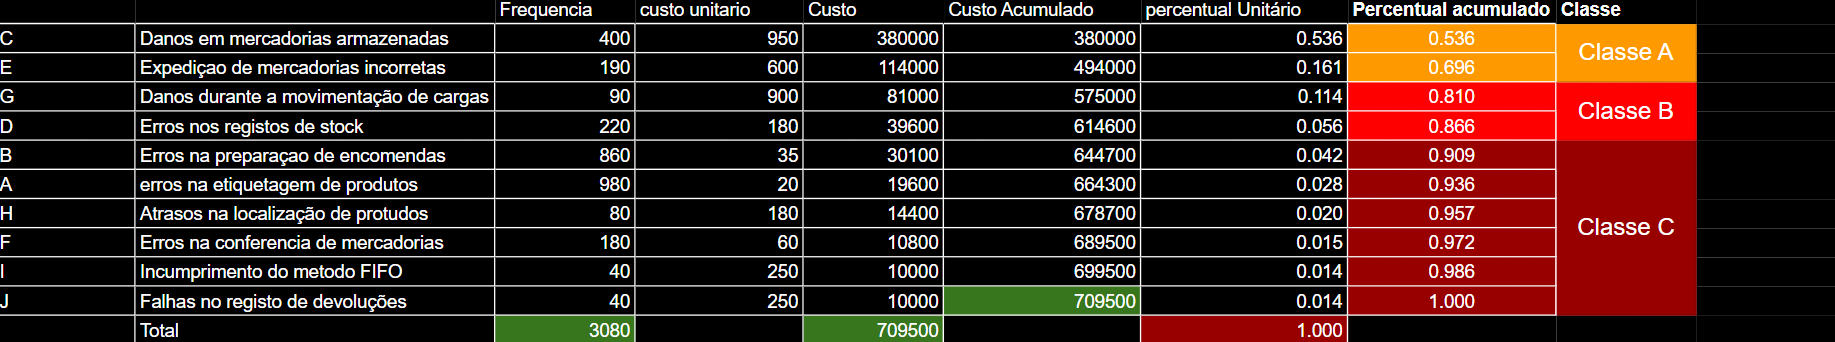 Frequencia custo unitario Custo Custo Acumulado percentual Unitário Percentual acumulado Classe
C Danos em mercadorias armazenadas 400 950 380000 380000 0.536 0.536 Classe A
E Expediçao de mercadorias incorretas 190 600 114000 494000 0.161 0.696
G Danos durante a movimentação de cargas 90 900 81000 575000 0.114 0.810 Classe B
D Erros nos registos de stock 220 180 39600 614600 0.056 0.866
B Erros na preparaçao de encomendas 860 35 30100 644700 0.042 0.909
A erros na etiquetagem de produtos 980 20 19600 664300 0.028 0.936
H Atrasos na localização de protudos 80 180 14400 678700 0.020 0.957 Classe C
F Erros na conferencia de mercadorias 180 60 10800 689500 0.015 0.972
I Incumprimento do metodo FIFO 40 250 10000 699500 0.014 0.986
J Falhas no registo de devoluções 40 250 10000 709500 0.014 1.000
Total 3080 709500 1.000